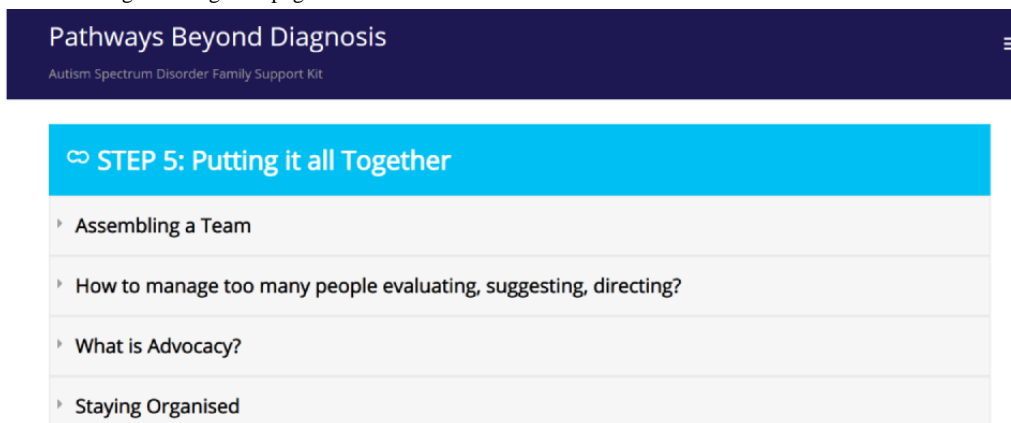 Pathways Beyond Diagnosis
Autism Spectrum Disorder Family Support Kit
STEP 5: Putting it all Together
Assembling a Team
How to manage too many people evaluating, suggesting, directing?
What is Advocacy?
Staying Organised